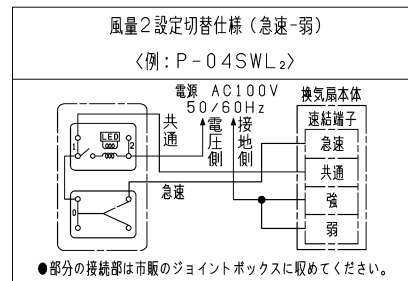 風量2設定切替仕様（急速-弱）
〈例：P-04SWL₂〉
電源 AC100V
50/60Hz
換気扇本体
速結端子
共通
電圧側
接地側
LED
1
2
急速
共通
強
弱
0
急速
●部分の接続部は市販のジョイントボックスに収めてください。